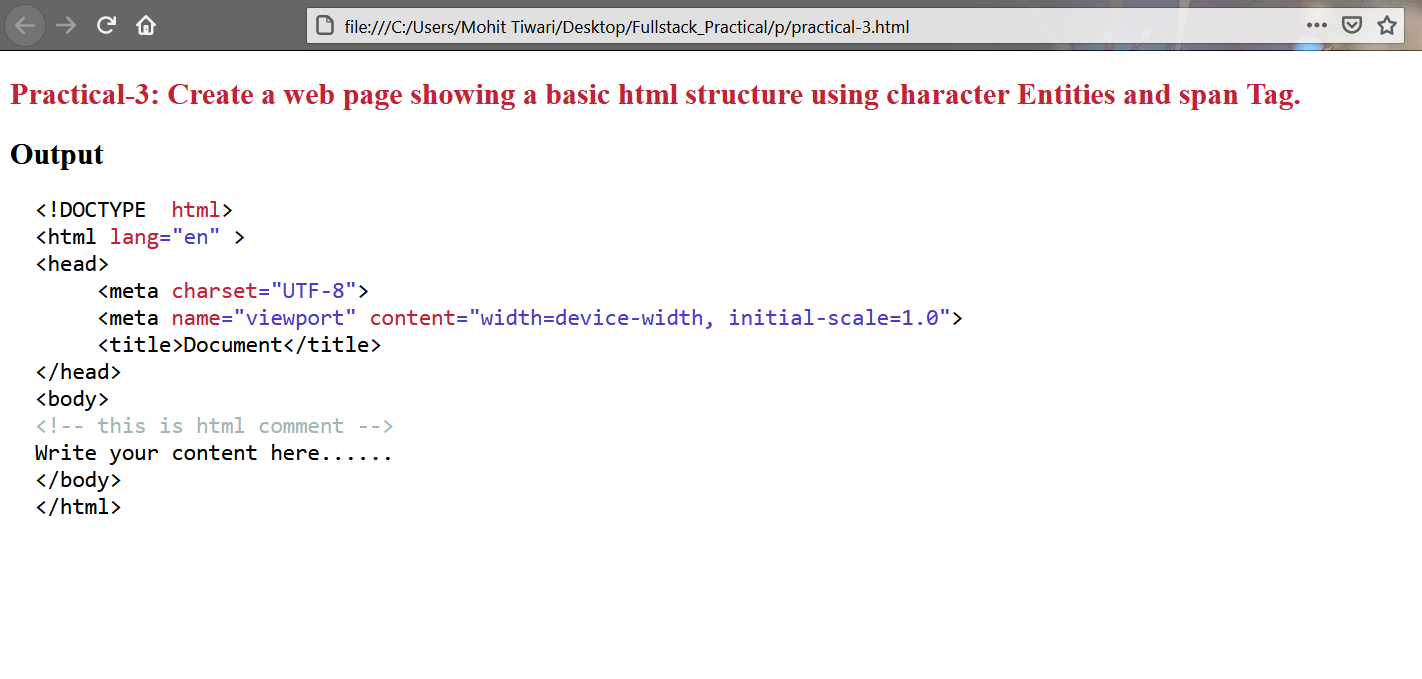 file:///C:/Users/Mohit Tiwari/Desktop/Fullstack_Practical/p/practical-3.html
Practical-3: Create a web page showing a basic html structure using character Entities and span Tag.
Output
<!DOCTYPE  html>
<html lang="en" >
<head>
     <meta charset="UTF-8">
     <meta name="viewport" content="width=device-width, initial-scale=1.0">
     <title>Document</title>
</head>
<body>
<!-- this is html comment -->
Write your content here......
</body>
</html>